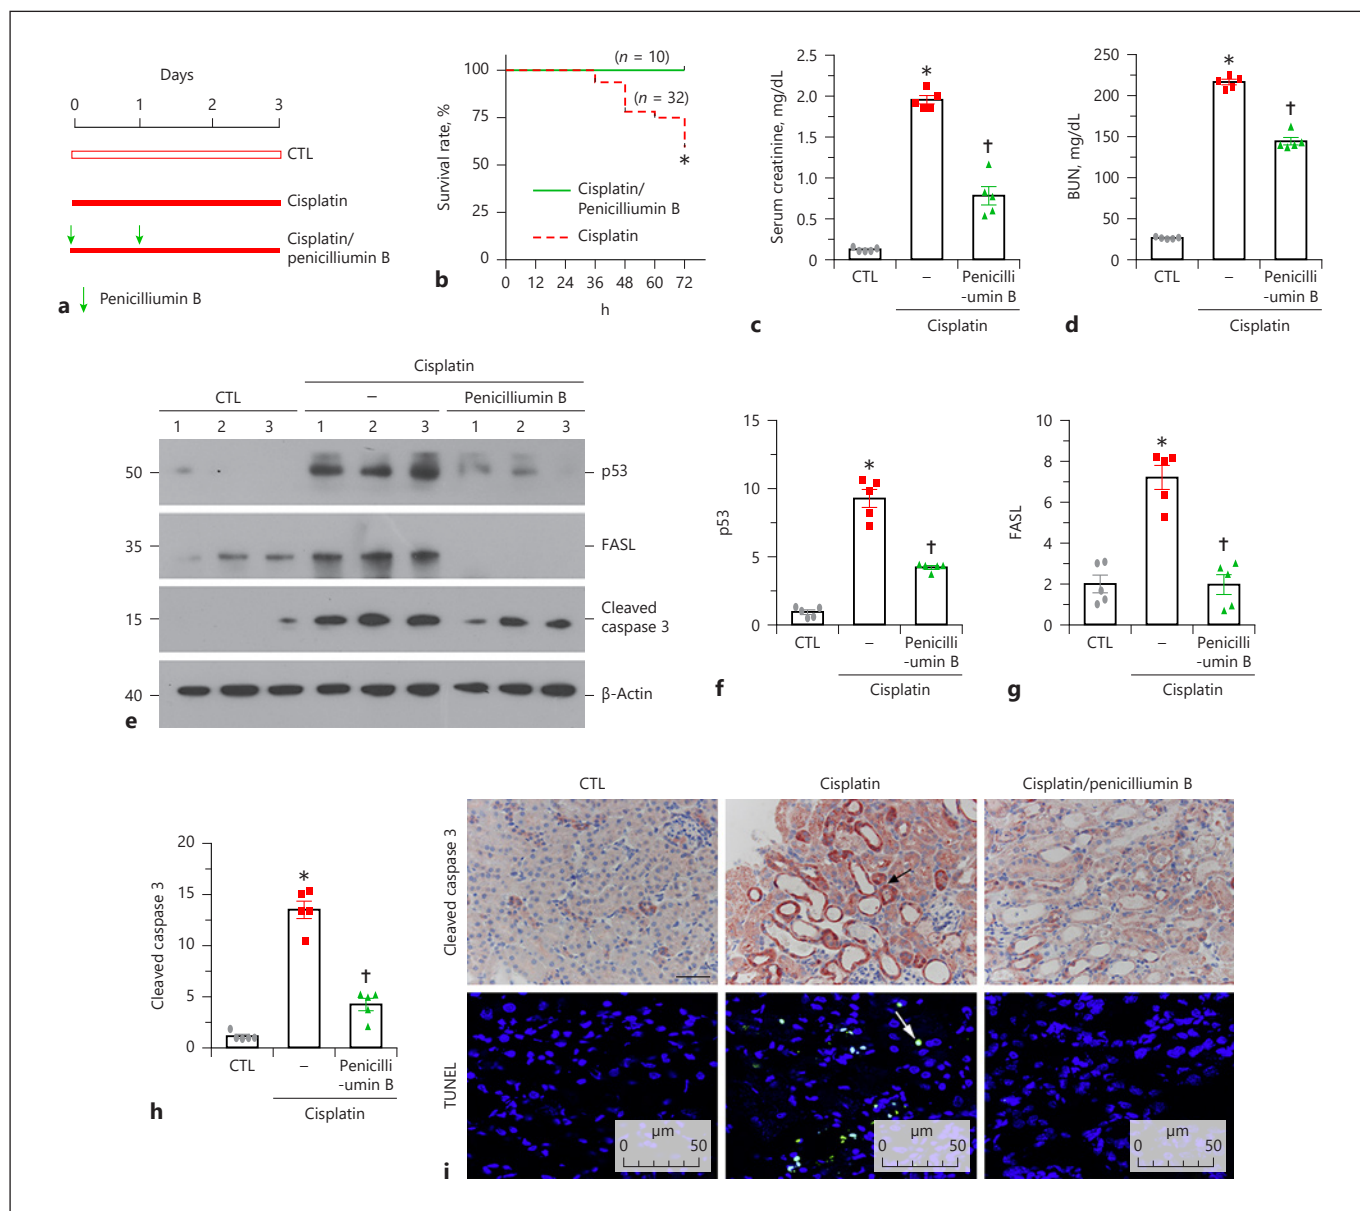 Days
0 1 2 3
CTL
Cisplatin
Cisplatin/
penicilliumin B
Penicilliumin B
a
Survival rate, %
100
75
50
25
0
(n = 10)
(n = 32)
*
Cisplatin/
Penicilliumin B
Cisplatin
0 12 24 36 48 60 72
h
b
Serum creatinine, mg/dL
2.5
2.0
1.5
1.0
0.5
0
*
†
CTL – Penicilli
-umin B
Cisplatin
c
BUN, mg/dL
250
200
150
100
50
0
*
†
CTL – Penicilli
-umin B
Cisplatin
d
Cisplatin
CTL – Penicilliumin B
1 2 3 1 2 3 1 2 3
50 p53
35 FASL
15 Cleaved
caspase 3
40 β-Actin
e
p53
15
10
5
0
*
†
CTL – Penicilli
-umin B
Cisplatin
f
FASL
10
8
6
4
2
0
*
†
CTL – Penicilli
-umin B
Cisplatin
g
Cleaved caspase 3
20
15
10
5
0
*
†
CTL – Penicilli
-umin B
Cisplatin
h
CTL Cisplatin Cisplatin/penicilliumin B
Cleaved caspase 3
TUNEL
µm
0 50
µm
0 50
µm
0 50
i